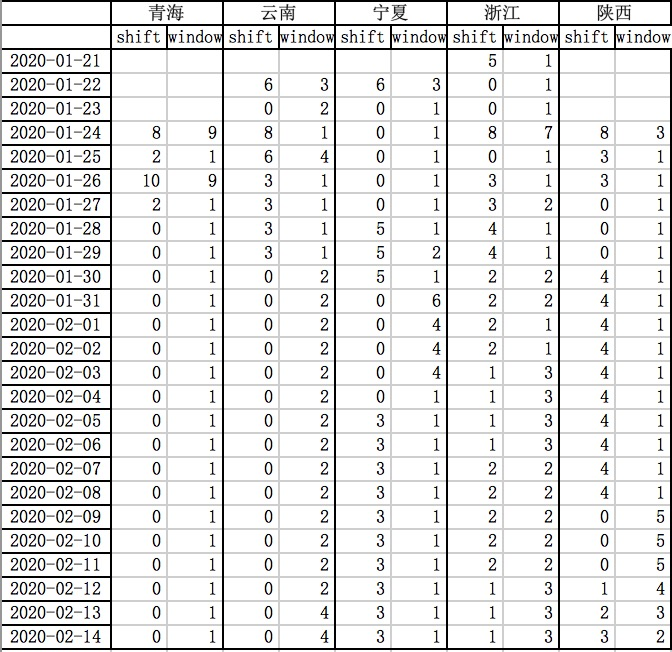 青海 云南 宁夏 浙江 陕西
shift window shift window shift window shift window shift window
2020-01-21 5 1
2020-01-22 6 3 6 3 0 1
2020-01-23 0 2 0 1 0 1
2020-01-24 8 9 8 1 0 1 8 7 8 3
2020-01-25 2 1 6 4 0 1 0 1 3 1
2020-01-26 10 9 3 1 0 1 3 1 3 1
2020-01-27 2 1 3 1 0 1 3 2 0 1
2020-01-28 0 1 3 1 5 1 4 1 0 1
2020-01-29 0 1 3 1 5 2 4 1 0 1
2020-01-30 0 1 0 2 5 1 2 2 4 1
2020-01-31 0 1 0 2 0 6 2 2 4 1
2020-02-01 0 1 0 2 0 4 2 1 4 1
2020-02-02 0 1 0 2 0 4 2 1 4 1
2020-02-03 0 1 0 2 0 4 1 3 4 1
2020-02-04 0 1 0 2 0 1 1 3 4 1
2020-02-05 0 1 0 2 3 1 1 3 4 1
2020-02-06 0 1 0 2 3 1 1 3 4 1
2020-02-07 0 1 0 2 3 1 2 2 4 1
2020-02-08 0 1 0 2 3 1 2 2 4 1
2020-02-09 0 1 0 2 3 1 2 2 0 5
2020-02-10 0 1 0 2 3 1 2 2 0 5
2020-02-11 0 1 0 2 3 1 2 2 0 5
2020-02-12 0 1 0 2 3 1 1 3 1 4
2020-02-13 0 1 0 4 3 1 1 3 2 3
2020-02-14 0 1 0 4 3 1 1 3 3 2